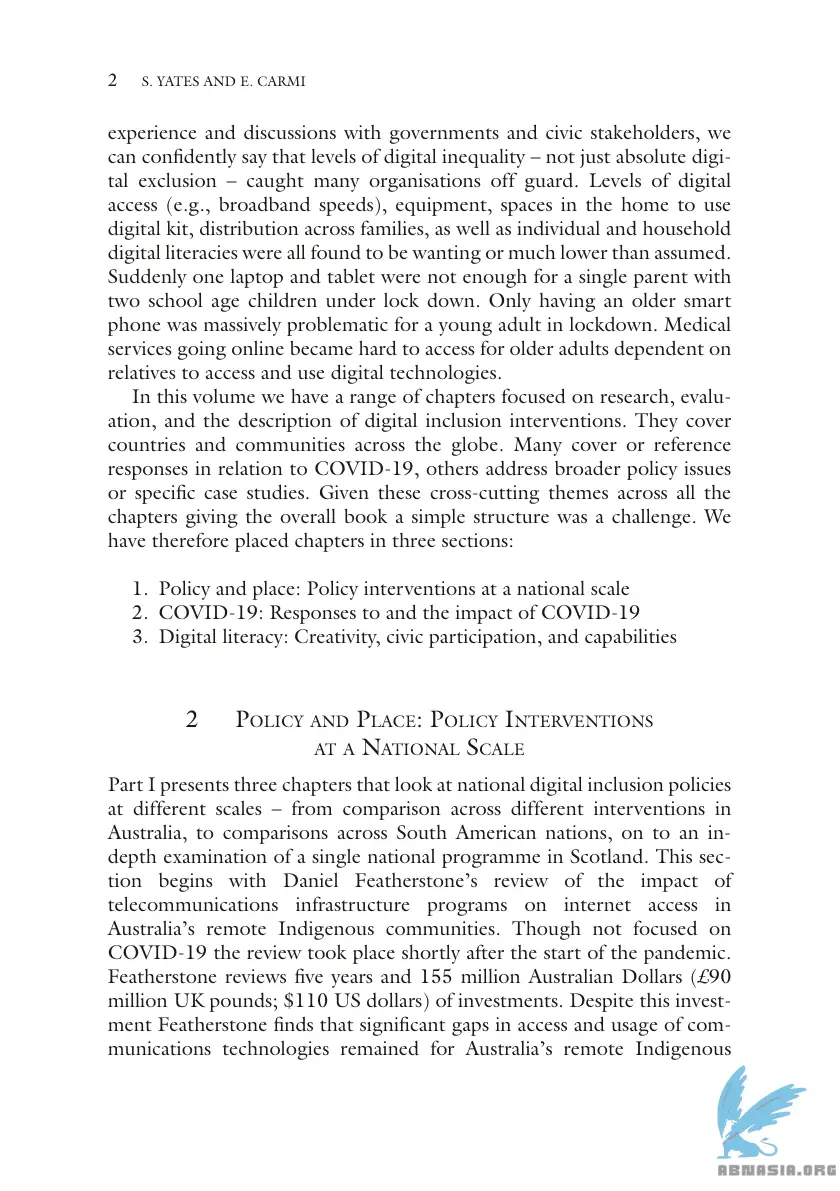 2 S. YATES AND E. CARMI
experience and discussions with governments and civic stakeholders, we
can confidently say that levels of digital inequality – not just absolute digi-
tal exclusion – caught many organisations off guard. Levels of digital
access (e.g., broadband speeds), equipment, spaces in the home to use
digital kit, distribution across families, as well as individual and household
digital literacies were all found to be wanting or much lower than assumed.
Suddenly one laptop and tablet were not enough for a single parent with
two school age children under lock down. Only having an older smart
phone was massively problematic for a young adult in lockdown. Medical
services going online became hard to access for older adults dependent on
relatives to access and use digital technologies.
In this volume we have a range of chapters focused on research, evalu-
ation, and the description of digital inclusion interventions. They cover
countries and communities across the globe. Many cover or reference
responses in relation to COVID-19, others address broader policy issues
or specific case studies. Given these cross-cutting themes across all the
chapters giving the overall book a simple structure was a challenge. We
have therefore placed chapters in three sections:
1. Policy and place: Policy interventions at a national scale
2. COVID-19: Responses to and the impact of COVID-19
3. Digital literacy: Creativity, civic participation, and capabilities
2 Policy and Place: Policy Interventions
at a National Scale
Part I presents three chapters that look at national digital inclusion policies
at different scales – from comparison across different interventions in
Australia, to comparisons across South American nations, on to an in-
depth examination of a single national programme in Scotland. This sec-
tion begins with Daniel Featherstone's review of the impact of
telecommunications infrastructure programs on internet access in
Australia's remote Indigenous communities. Though not focused on
COVID-19 the review took place shortly after the start of the pandemic.
Featherstone reviews five years and 155 million Australian Dollars (£90
million UK pounds; $110 US dollars) of investments. Despite this invest-
ment Featherstone finds that significant gaps in access and usage of com-
munications technologies remained for Australia's remote Indigenous
ABNASIA.ORG